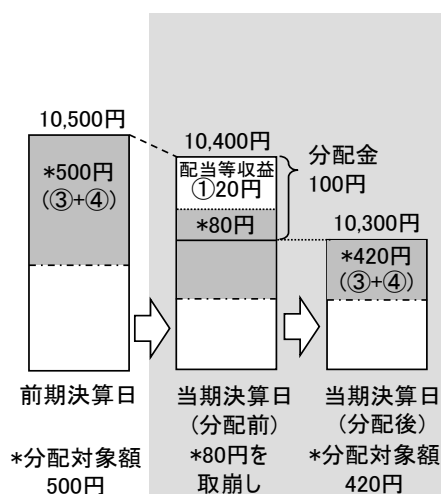 10,500円
*500円
(③+④)
10,400円
配当等収益
①20円
*80円
分配金
100円
10,300円
*420円
(③+④)
前期決算日
当期決算日
(分配前)
当期決算日
(分配後)
*分配対象額
500円
*80円を
取崩し
*分配対象額
420円